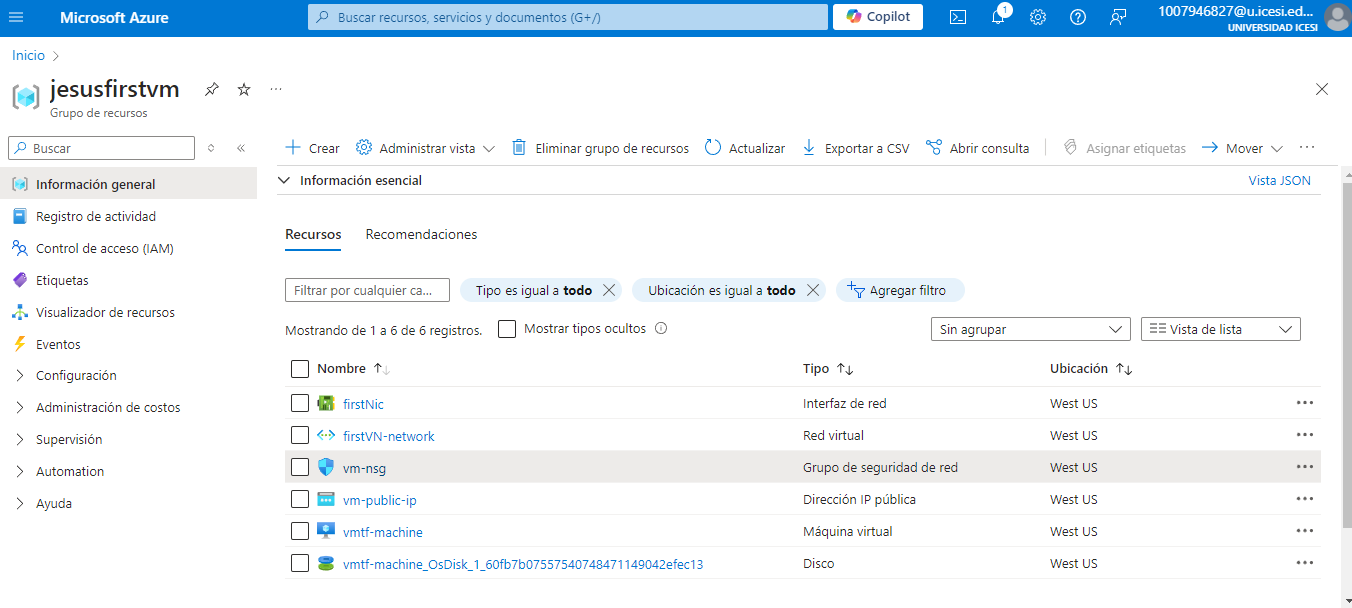 Microsoft Azure
Buscar recursos, servicios y documentos (G+/)
Copilot
1
1007946827@u.icesi.ed...
UNIVERSIDAD ICESI
Inicio
jesusfirstvm
Grupo de recursos
Buscar
Crear
Administrar vista
Eliminar grupo de recursos
Actualizar
Exportar a CSV
Abrir consulta
Asignar etiquetas
Mover
Información general
Registro de actividad
Control de acceso (IAM)
Etiquetas
Visualizador de recursos
Eventos
Configuración
Administración de costos
Supervisión
Automation
Ayuda
Información esencial
Vista JSON
Recursos
Recomendaciones
Filtrar por cualquier ca...
Tipo es igual a todo
Ubicación es igual a todo
Agregar filtro
Mostrando de 1 a 6 de 6 registros.
Mostrar tipos ocultos
Sin agrupar
Vista de lista
Nombre Tipo Ubicación
firstNic Interfaz de red West US
firstVN-network Red virtual West US
vm-nsg Grupo de seguridad de red West US
vm-public-ip Dirección IP pública West US
vmtf-machine Máquina virtual West US
vmtf-machine_OsDisk_1_60fb7b07557540748471149042efec13 Disco West US